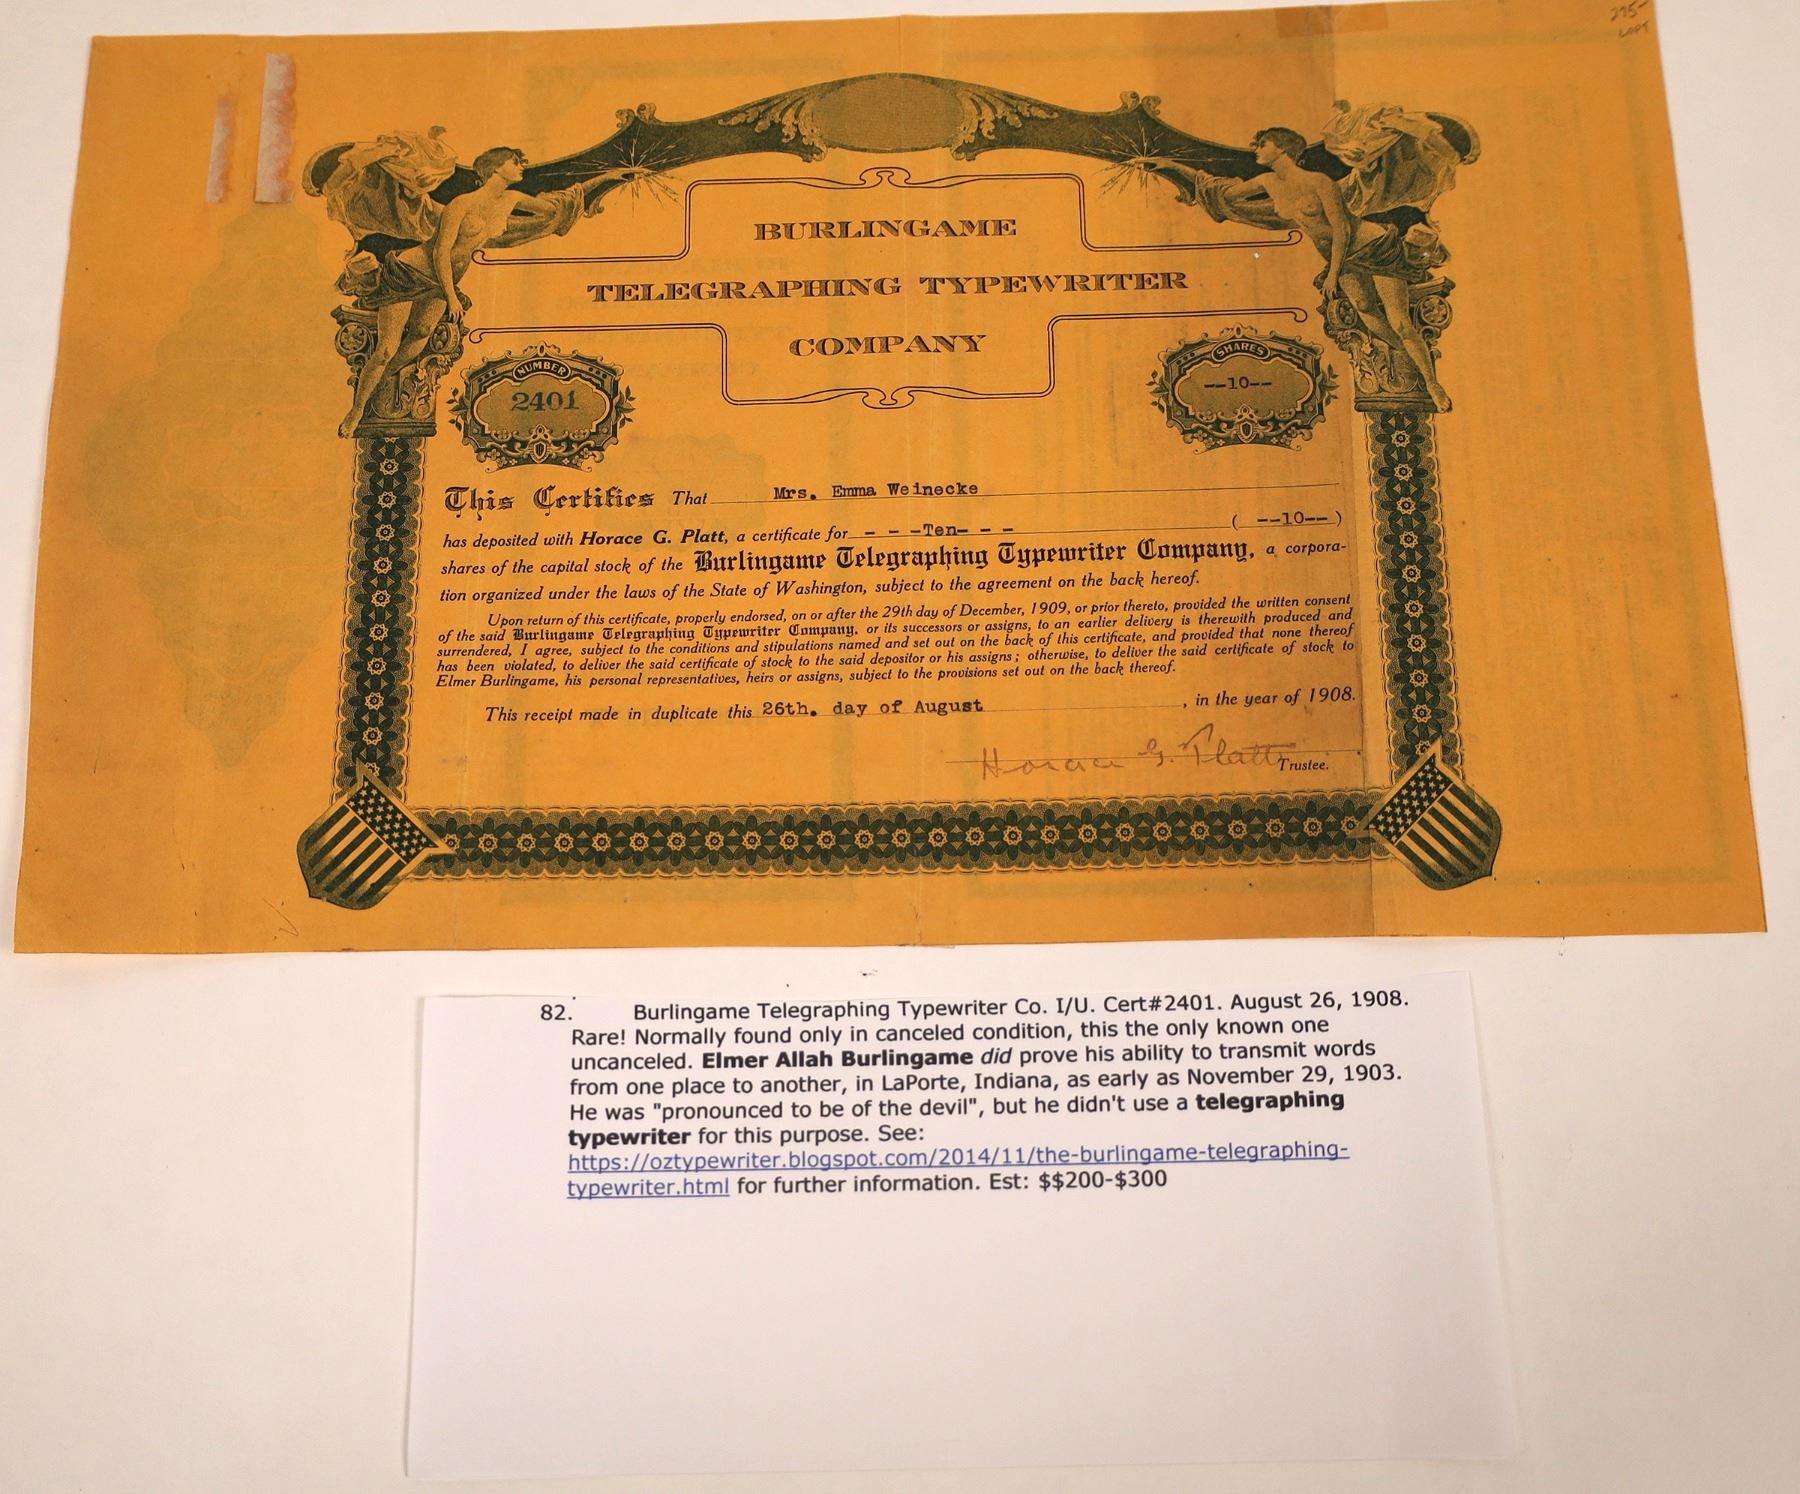 275-
BURLINGAME
TELEGRAPHING TYPEWRITER
COMPANY
NUMBER
2401
SHARES
--10--
This Certifies That Mrs. Emma Weinecke
has deposited with Horace G. Platt, a certificate for - - -Ten- - - ( --10-- )
shares of the capital stock of the Burlingame Telegraphing Typewriter Company, a corpora-
tion organized under the laws of the State of Washington, subject to the agreement on the back hereof.
Upon return of this certificate, properly endorsed, on or after the 29th day of December, 1909, or prior thereto, provided the written consent
of the said Burlingame Telegraphing Typewriter Company, or its successors or assigns, to an earlier delivery is therewith produced and
surrendered, I agree, subject to the conditions and stipulations named and set out on the back of this certificate, and provided that none thereof
has been violated, to deliver the said certificate of stock to the said depositor or his assigns; otherwise, to deliver the said certificate of stock to
Elmer Burlingame, his personal representatives, heirs or assigns, subject to the provisions set out on the back thereof.
This receipt made in duplicate this 26th. day of August , in the year of 1908.
Horace G. Platt Trustee.
82. Burlingame Telegraphing Typewriter Co. I/U. Cert#2401. August 26, 1908.
Rare! Normally found only in canceled condition, this the only known one
uncanceled. Elmer Allah Burlingame did prove his ability to transmit words
from one place to another, in LaPorte, Indiana, as early as November 29, 1903.
He was "pronounced to be of the devil", but he didn't use a telegraphing
typewriter for this purpose. See:
https://oztypewriter.blogspot.com/2014/11/the-burlingame-telegraphing-
typewriter.html for further information. Est: $$200-$300